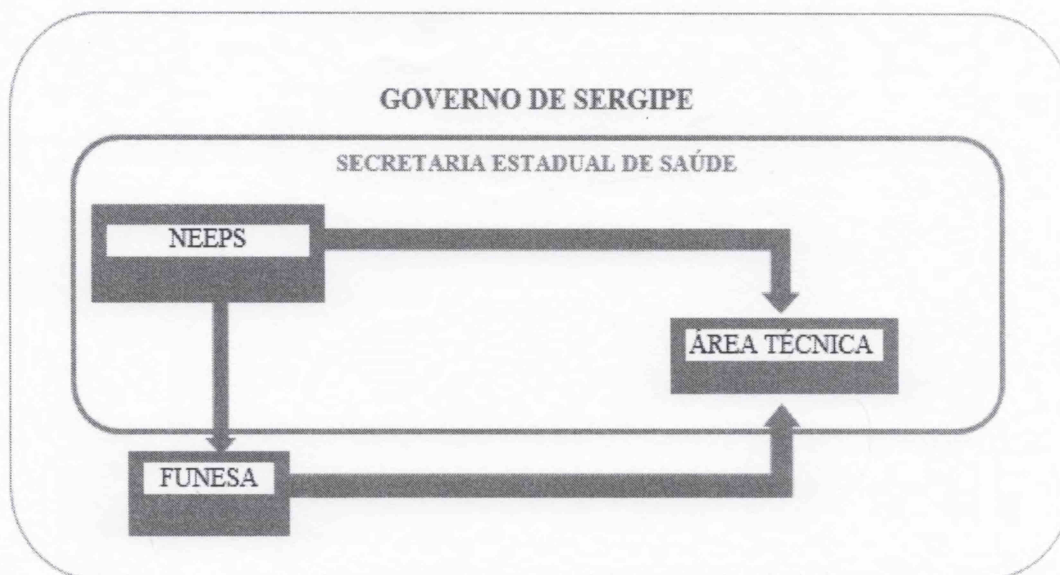 GOVERNO DE SERGIPE
SECRETARIA ESTADUAL DE SAÚDE
NEEPS
ÁREA TÉCNICA
FUNESA